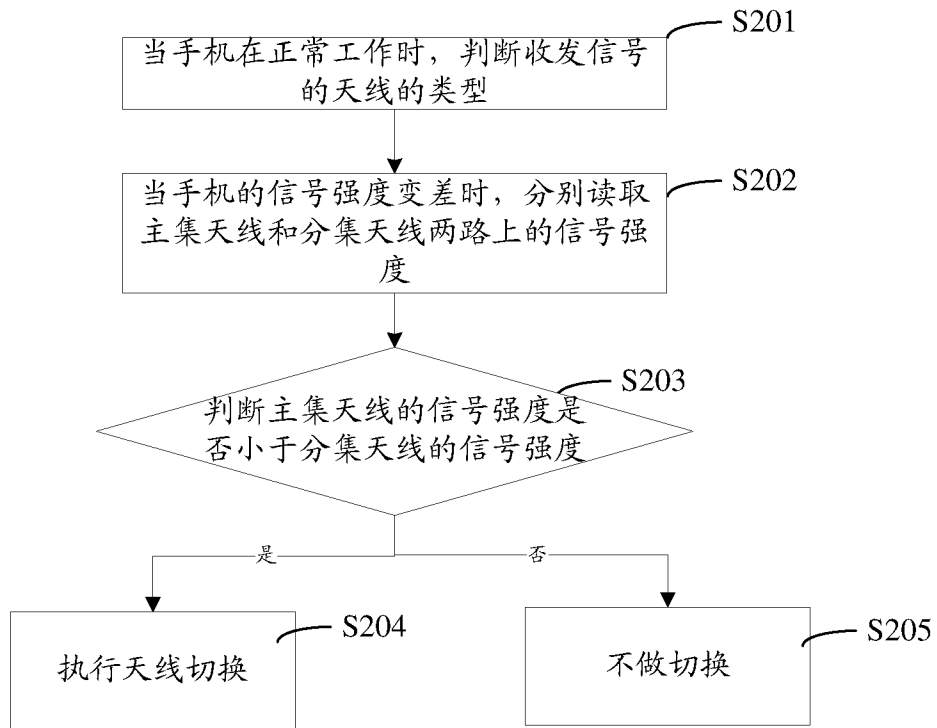 S201
当手机在正常工作时，判断收发信号
的天线的类型
S202
当手机的信号强度变差时，分别读取
主集天线和分集天线两路上的信号强
度
S203
判断主集天线的信号强度是
否小于分集天线的信号强度
是
否
S204
执行天线切换
S205
不做切换